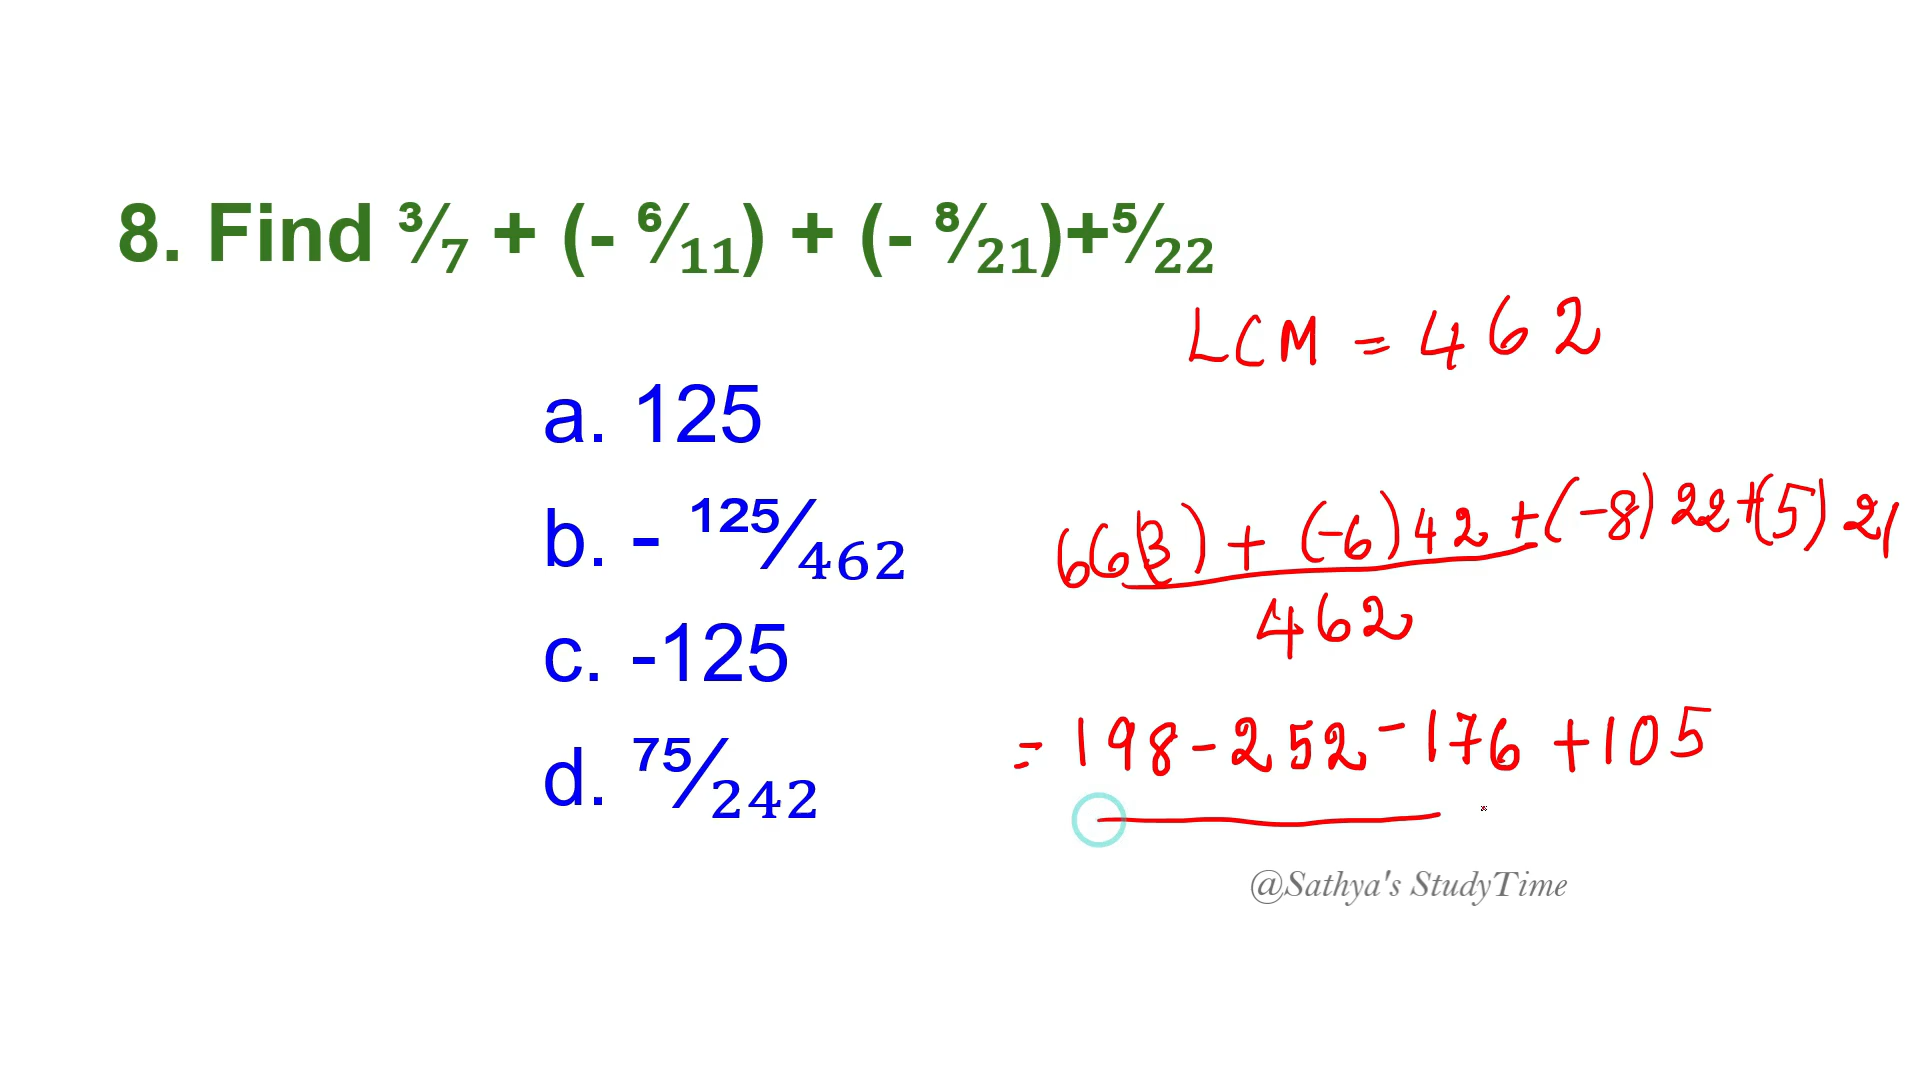 8. Find ³⁄₇ + (- ⁶⁄₁₁) + (- ⁸⁄₂₁)+⁵⁄₂₂
LCM = 462
a. 125
b. - ¹²⁵⁄₄₆₂
c. -125
d. ⁷⁵⁄₂₄₂
66(3) + (-6)42 + (-8)22 + (5)21
462
= 198 - 252 - 176 + 105
@Sathya's StudyTime